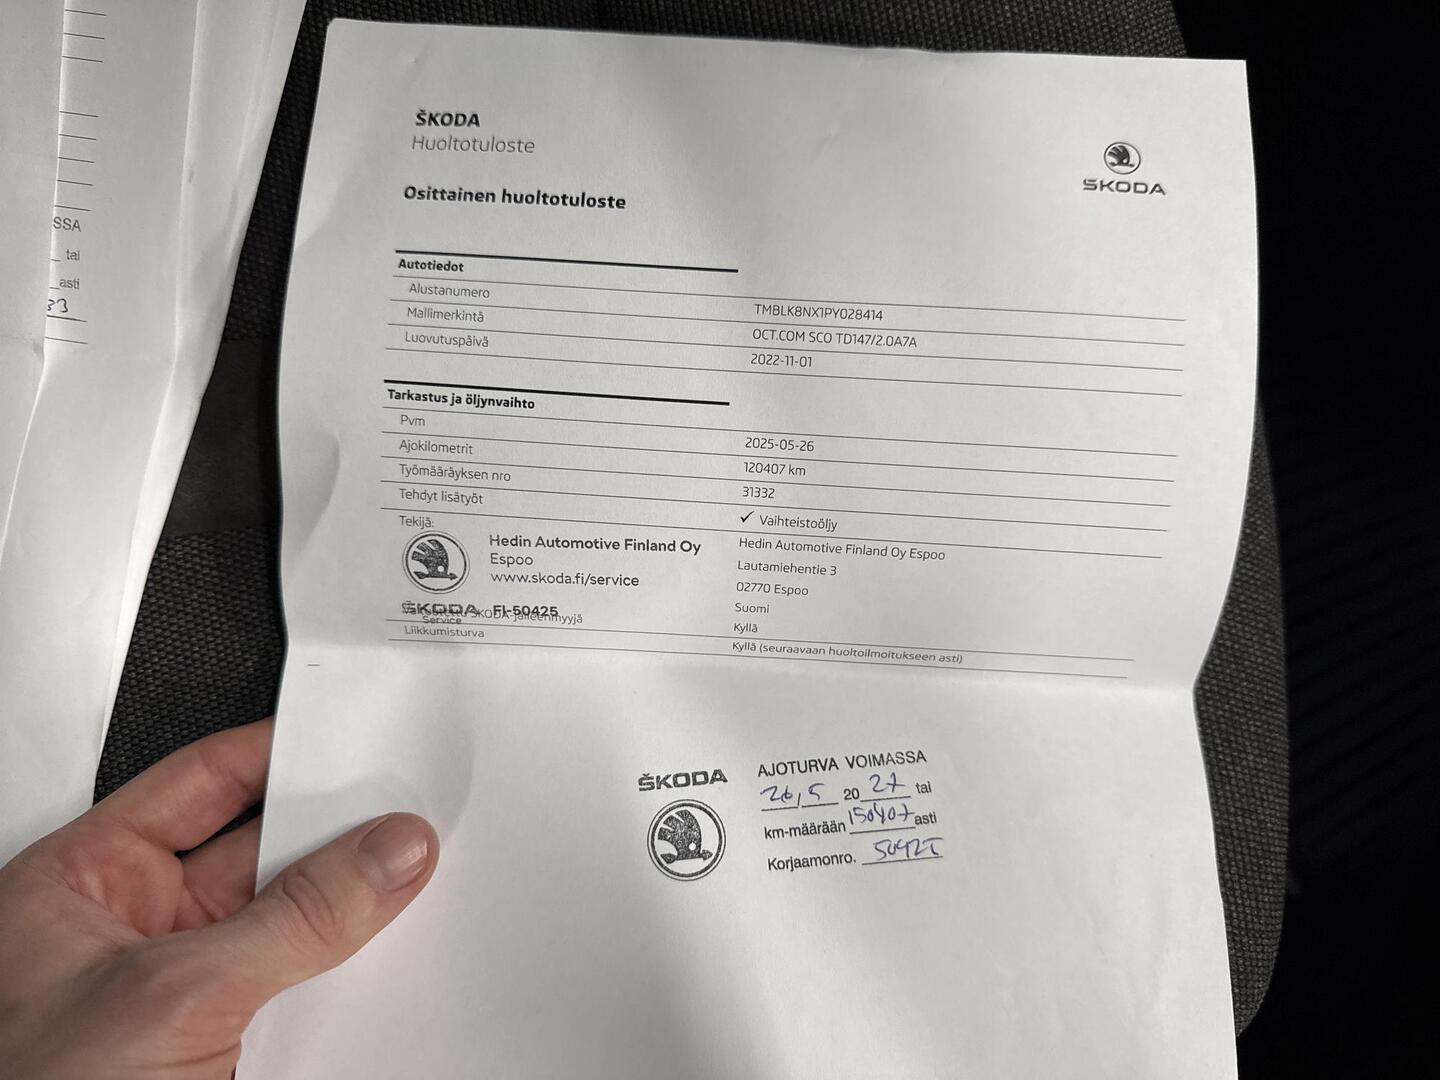 SSA
tai
asti
33
ŠKODA
Huoltotuloste
ŠKODA
Osittainen huoltotuloste
Autotiedot
Alustanumero TMBLK8NX1PY028414
Mallimerkintä OCT.COM SCO TD147/2.0A7A
Luovutuspäivä 2022-11-01
Tarkastus ja öljynvaihto
Pvm 2025-05-26
Ajokilometrit 120407 km
Työmääräyksen nro 31332
Tehdyt lisätyöt ✓ Vaihteistoöljy
Tekijä: Hedin Automotive Finland Oy Espoo
Hedin Automotive Finland Oy
Espoo
www.skoda.fi/service
Lautamiehentie 3
02770 Espoo
Suomi
ŠKODA FI-50425
Service
ŠKODA-jälleenmyyjä Kyllä
Liikkumisturva Kyllä (seuraavaan huoltoilmoitukseen asti)
ŠKODA
AJOTURVA VOIMASSA
26,5 20 27 tai
km-määrään 150407 asti
Korjaamonro. 50425